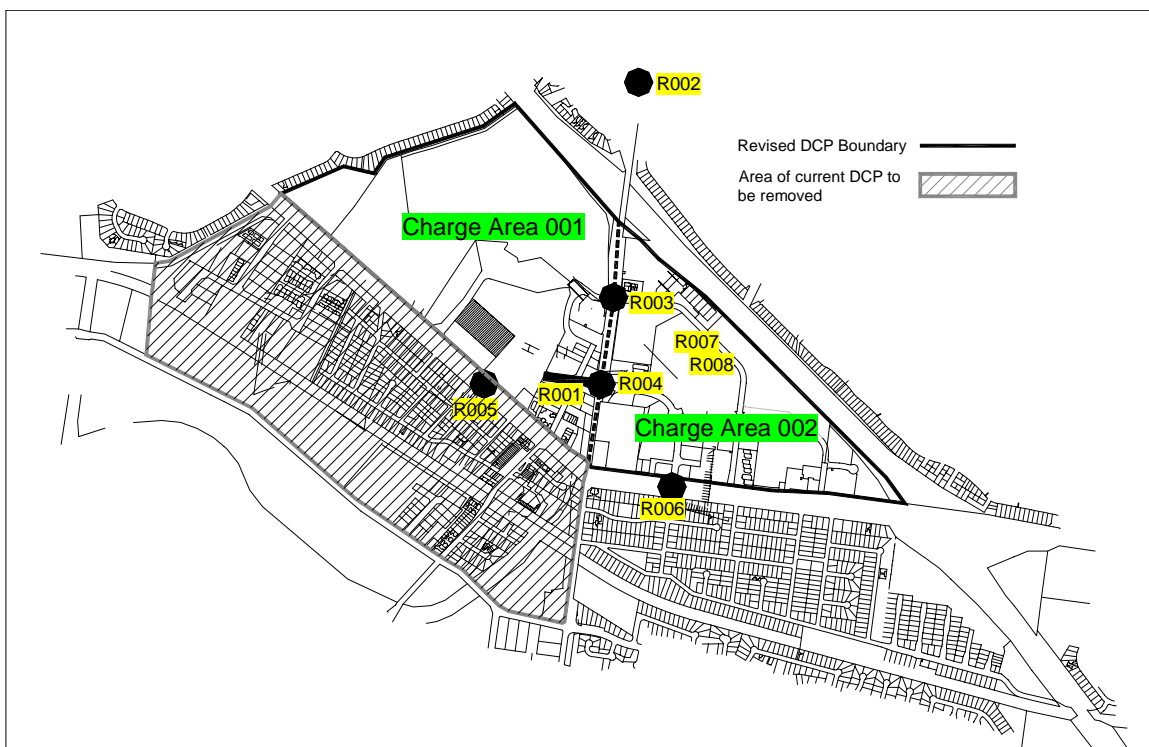 R002
Revised DCP Boundary
Area of current DCP to
be removed
Charge Area 001
R003
R007
R008
R004
R001
R005
Charge Area 002
R006